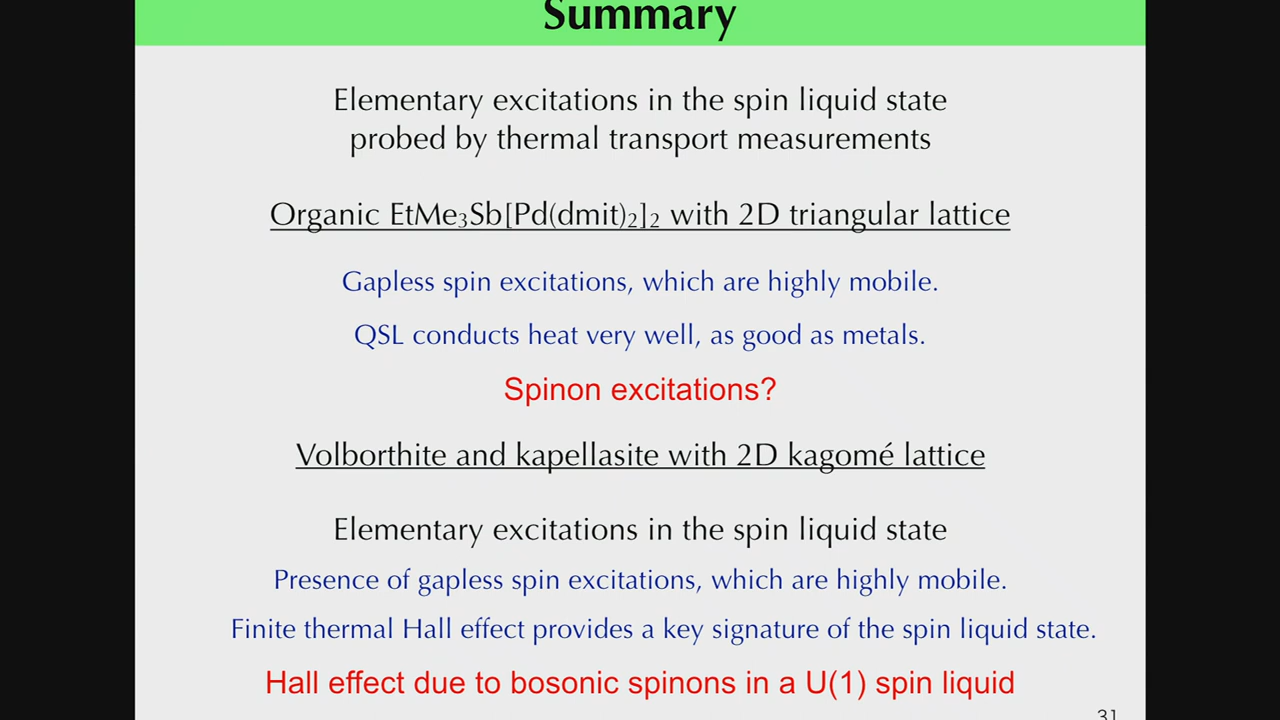 Summary
Elementary excitations in the spin liquid state
probed by thermal transport measurements
Organic EtMe₃Sb[Pd(dmit)₂]₂ with 2D triangular lattice
Gapless spin excitations, which are highly mobile.
QSL conducts heat very well, as good as metals.
Spinon excitations?
Volborthite and kapellasite with 2D kagomé lattice
Elementary excitations in the spin liquid state
Presence of gapless spin excitations, which are highly mobile.
Finite thermal Hall effect provides a key signature of the spin liquid state.
Hall effect due to bosonic spinons in a U(1) spin liquid
31